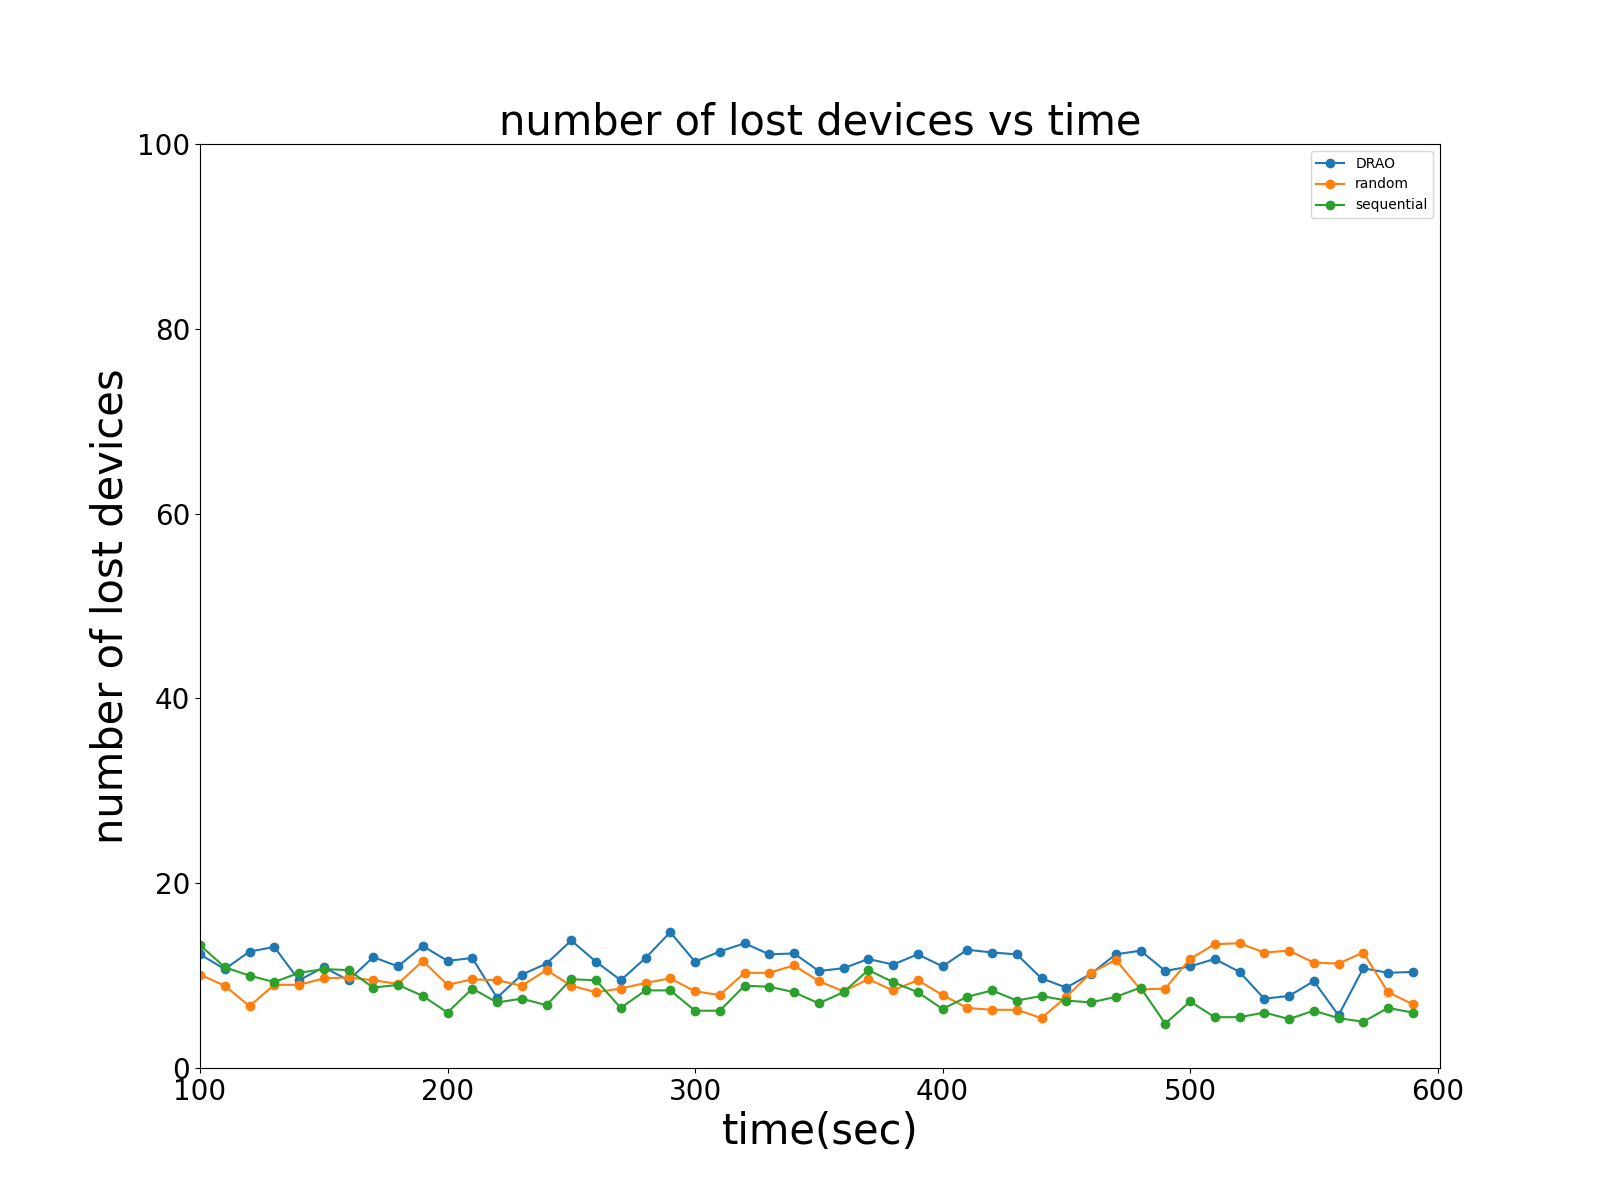 number of lost devices vs time
100
80
60
40
20
0
number of lost devices
DRAO
random
sequential
100 200 300 400 500 600
time(sec)